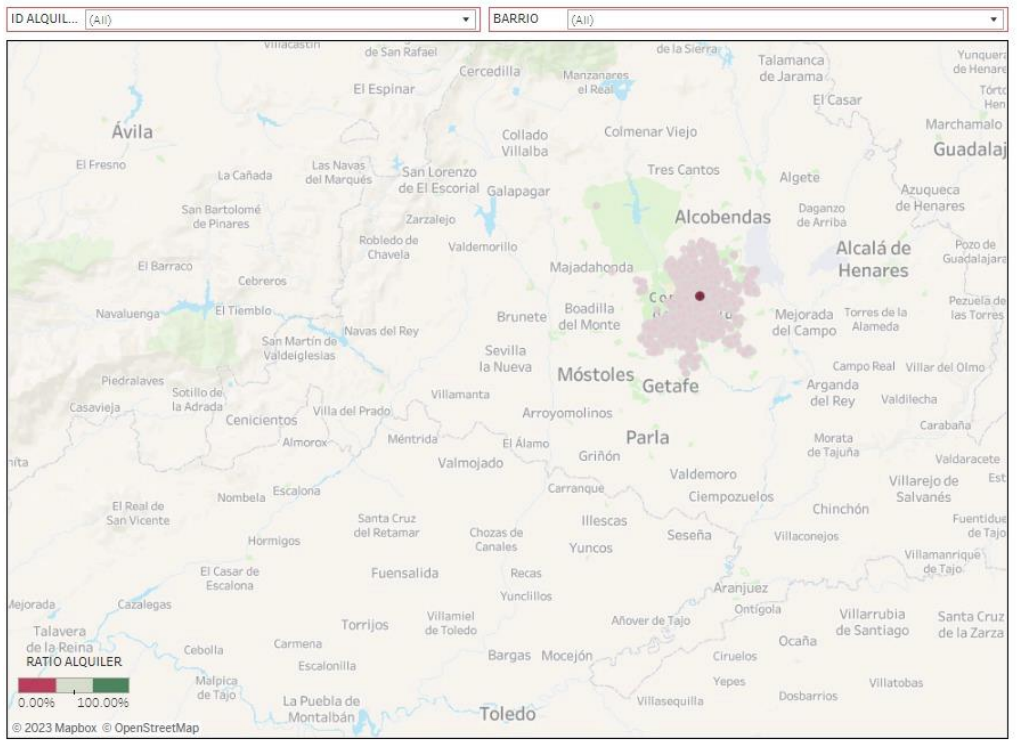 ID ALQUIL... (All)
BARRIO (All)
de San Rafael
de la Sierra
Cercedilla
Manzanares
el Real
Talamanca
de Jarama
El Espinar
El Casar
Marchamalo
Ávila
Collado
Villalba
Colmenar Viejo
El Fresno
La Cañada
Las Navas
del Marqués
San Lorenzo
de El Escorial
Galapagar
Tres Cantos
Algete
Azuqueca
de Henares
San Bartolomé
de Pinares
Zarzalejo
Alcobendas
Daganzo
de Arriba
Robledo de
Chavela
Valdemorillo
Alcalá de
Henares
Pozo de
Guadalajara
El Barraco
Majadahonda
Cebreros
Navaluenga
El Tiemblo
Brunete
Boadilla
del Monte
Mejorada
del Campo
Torres de la
Alameda
Pezuela de
las Torres
Navas del Rey
San Martín de
Valdeiglesias
Sevilla
la Nueva
Campo Real
Villar del Olmo
Piedralaves
Sotillo de
la Adrada
Móstoles
Getafe
Arganda
del Rey
Valdilecha
Casavieja
Cenicientos
Villa del Prado
Villamanta
Arroyomolinos
Carabaña
Almorox
Méntrida
El Álamo
Parla
Morata
de Tajuña
Valmojado
Griñón
Valdemoro
Valdaracete
Nombela
Escalona
Carranque
Ciempozuelos
Villarejo de
Salvanés
El Real de
San Vicente
Chinchón
Santa Cruz
del Retamar
Chozas de
Canales
Illescas
Seseña
Villaconejos
Hormigos
Yuncos
Villamanrique
de Tajo
El Casar de
Escalona
Fuensalida
Recas
Yunclillos
Aranjuez
Cazalegas
Ontígola
Talavera
de la Reina
Torrijos
Villamiel
de Toledo
Añover de Tajo
Villarrubia
de Santiago
Santa Cruz
de la Zarza
Cebolla
Carmena
Ocaña
RATIO ALQUILER
Escalonilla
Bargas
Mocejón
Ciruelos
0.00%
100.00%
Malpica
de Tajo
La Puebla de
Montalbán
Toledo
Villasequilla
Yepes
Dosbarrios
Villatobas
© 2023 Mapbox © OpenStreetMap